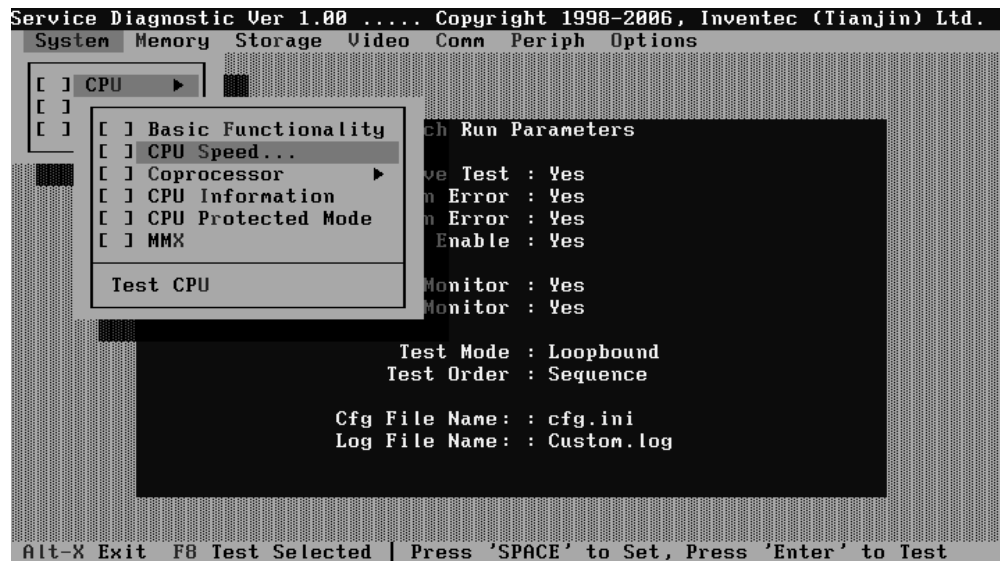 Service Diagnostic Ver 1.00 ..... Copyright 1998-2006, Inventec (Tianjin) Ltd.
System Memory Storage Video Comm Periph Options
[ ] CPU ►
[ ]
[ ]
[ ] Basic Functionality
[ ] CPU Speed...
[ ] Coprocessor ►
[ ] CPU Information
[ ] CPU Protected Mode
[ ] MMX
Test CPU
ch Run Parameters
ve Test : Yes
n Error : Yes
n Error : Yes
Enable : Yes
Monitor : Yes
Monitor : Yes
Test Mode : Loopbound
Test Order : Sequence
Cfg File Name: : cfg.ini
Log File Name: : Custom.log
Alt-X Exit F8 Test Selected | Press 'SPACE' to Set, Press 'Enter' to Test